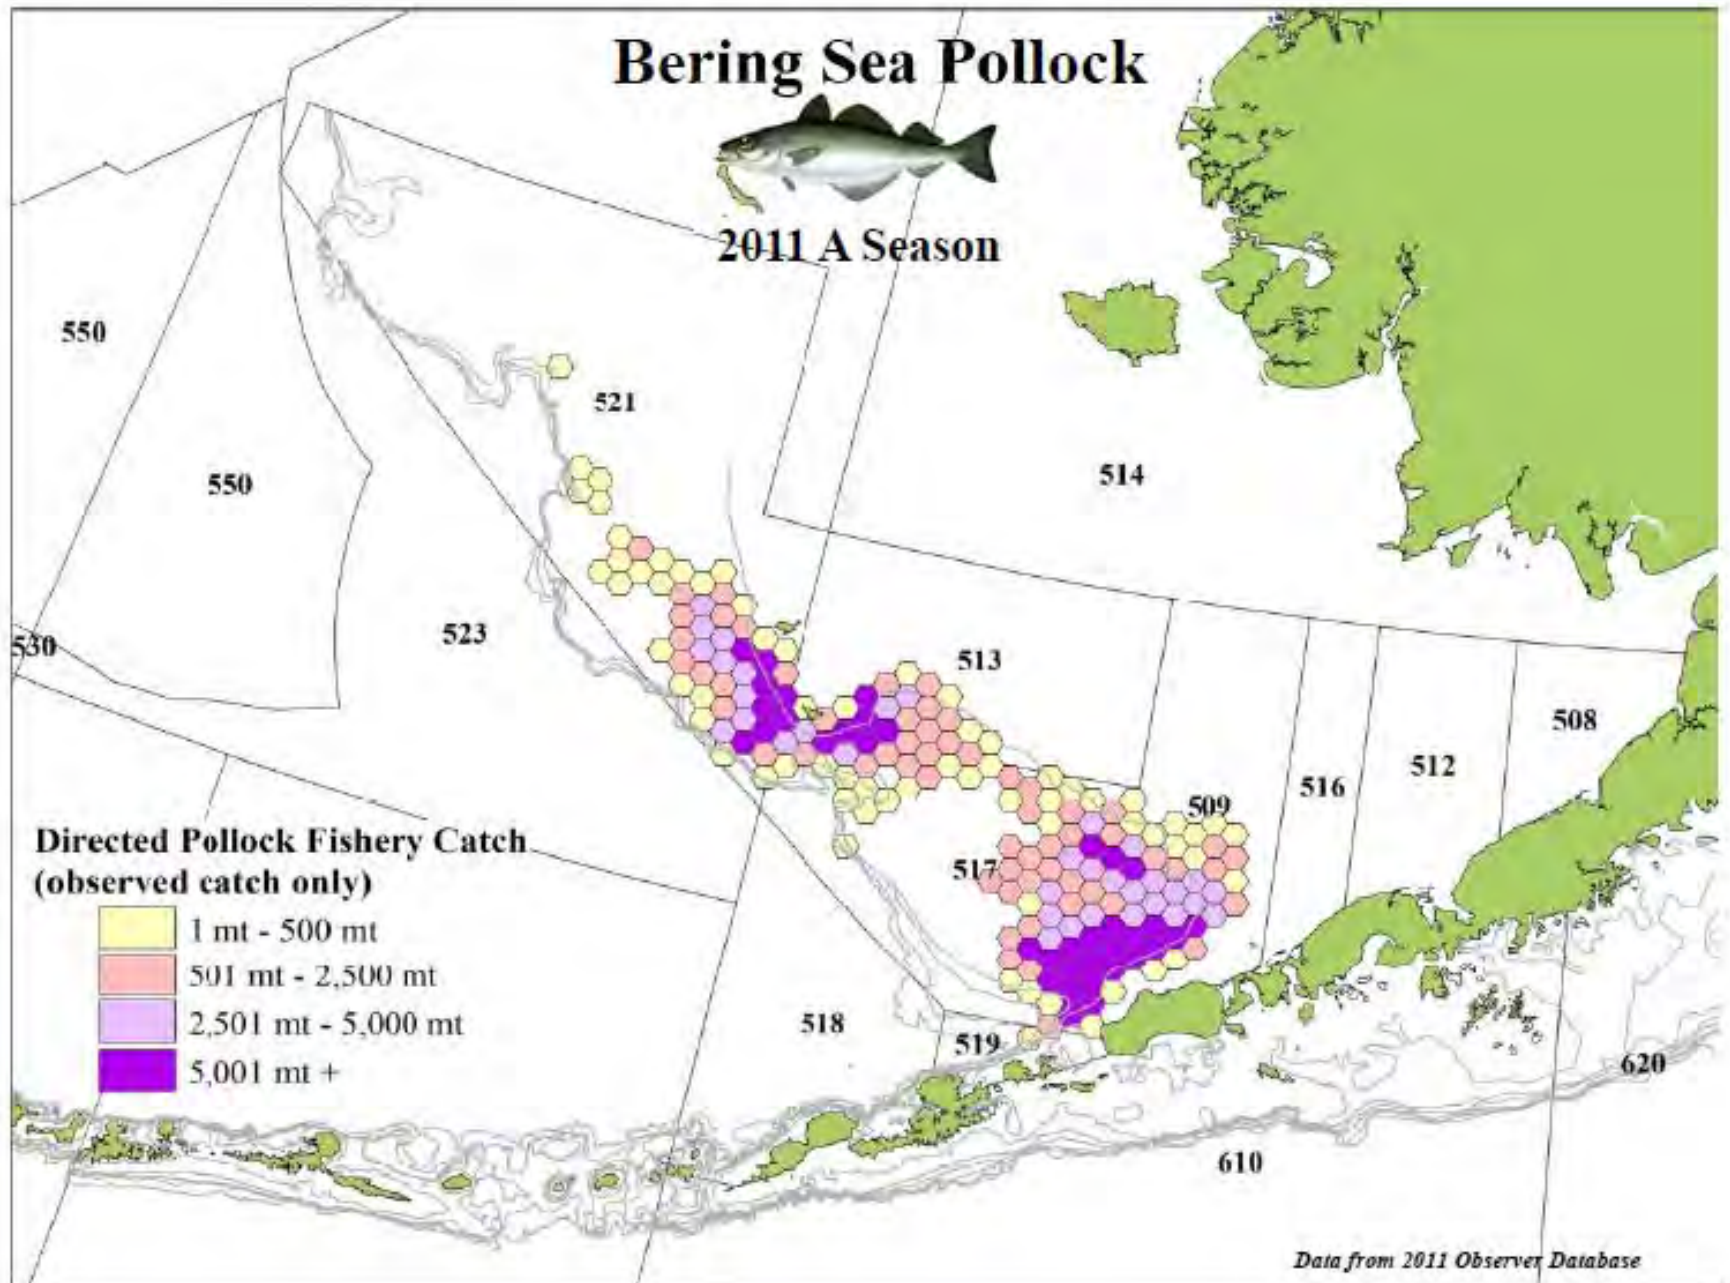 Bering Sea Pollock
2011 A Season
550
521
514
550
523
530
513
508
516
512
509
517
518
519
620
610
Directed Pollock Fishery Catch
(observed catch only)
1 mt - 500 mt
501 mt - 2,500 mt
2,501 mt - 5,000 mt
5,001 mt +
Data from 2011 Observer Database